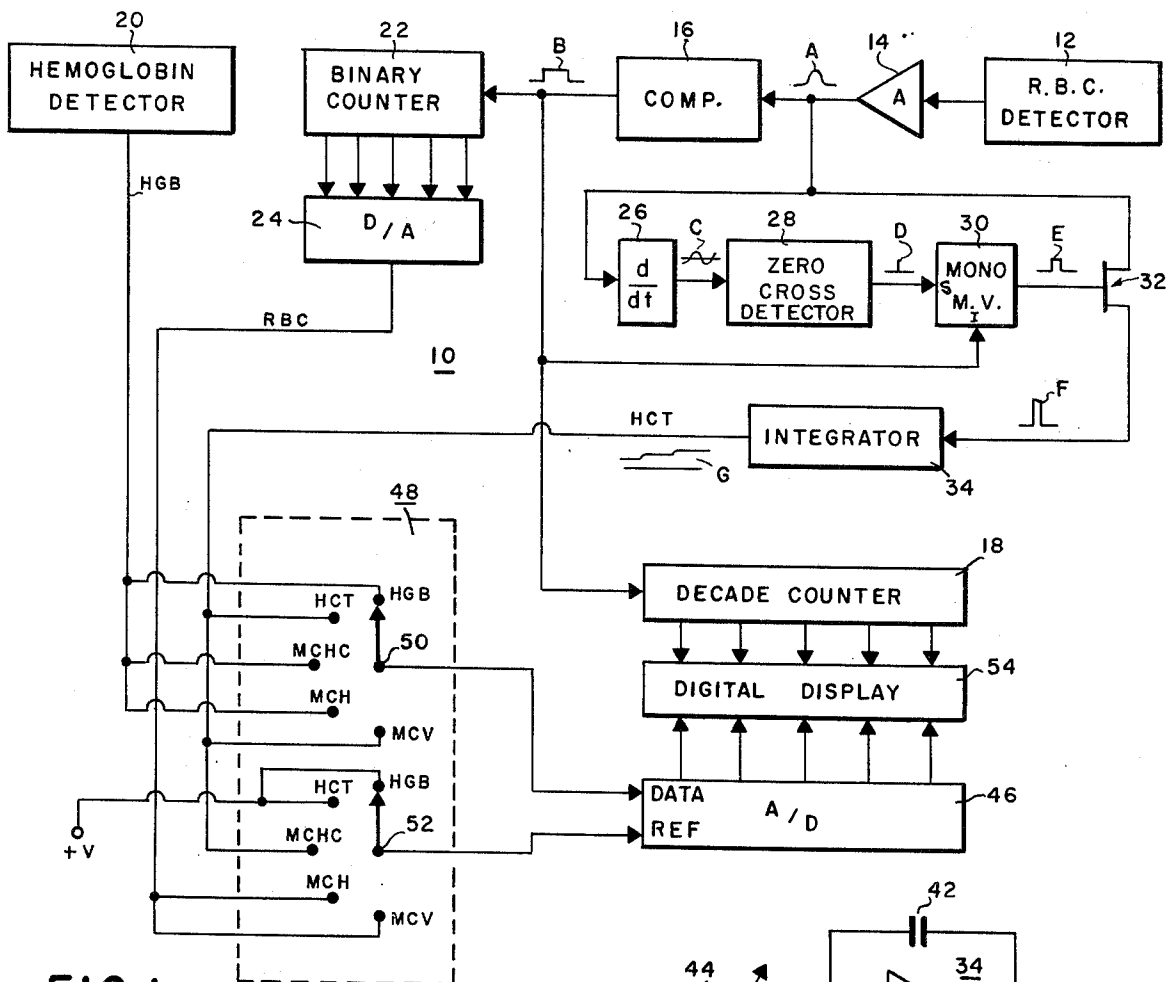 20
HEMOGLOBIN
DETECTOR
22
BINARY
COUNTER
B
16
COMP.
A
14
A
12
R.B.C.
DETECTOR
HGB
24
D/A
RBC
10
26
d
dt
C
28
ZERO
CROSS
DETECTOR
D
30
MONO
S
M.V.
I
E
32
F
HCT
INTEGRATOR
34
G
48
HGB
HCT
MCHC
50
MCH
MCV
HGB
HCT
MCHC
52
MCH
MCV
+V
18
DECADE COUNTER
DIGITAL DISPLAY
54
DATA
REF
A/D
46
42
44
34